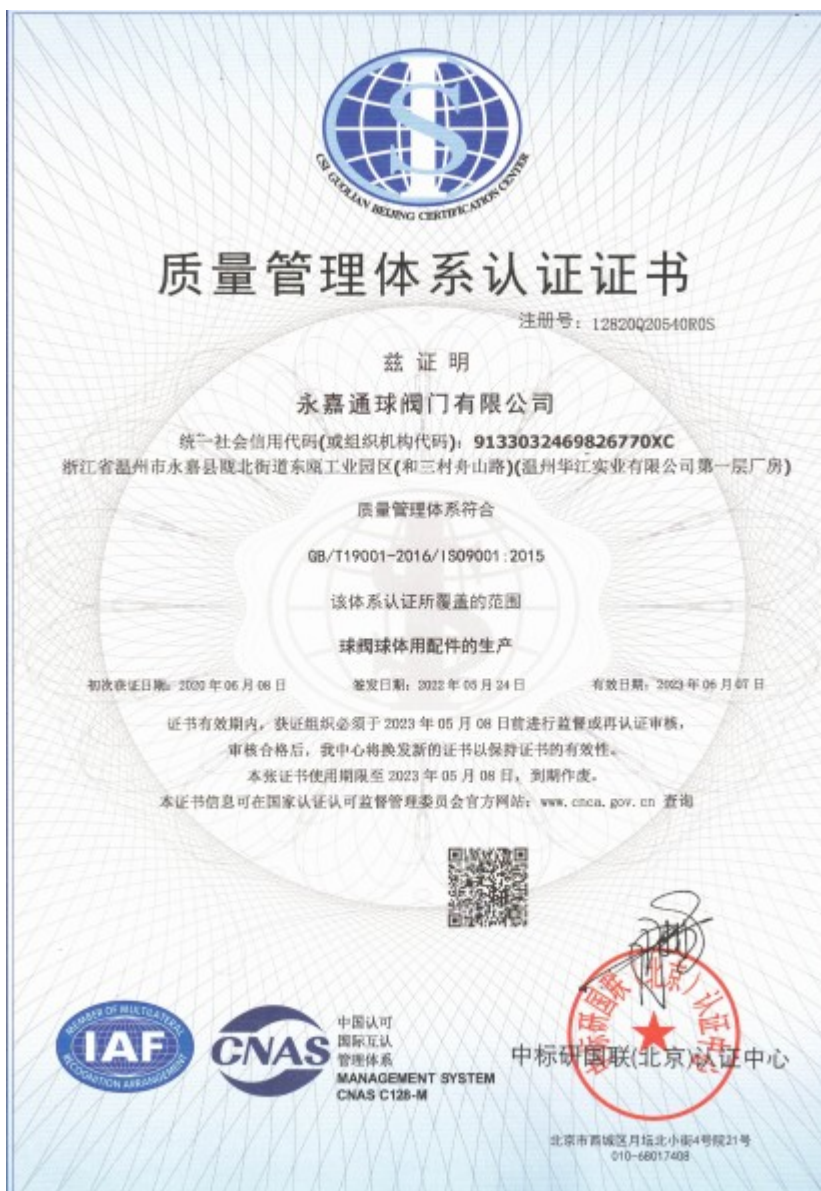 CSI GUOLIAN BEIJING CERTIFICATION CENTER
质量管理体系认证证书
注册号：12820Q20540R0S
兹证明
永嘉通球阀门有限公司
统一社会信用代码(或组织机构代码)：9133032469826770XC
浙江省温州市永嘉县瓯北街道东瓯工业园区(和三村舟山路)(温州华江实业有限公司第一层厂房)
质量管理体系符合
GB/T19001-2016/ISO9001:2015
该体系认证所覆盖的范围
球阀球体用配件的生产
初次获证日期：2020年06月08日 签发日期：2022年05月24日 有效日期：2023年06月07日
证书有效期内，获证组织必须于2023年05月08日前进行监督或再认证审核，
审核合格后，我中心将换发新的证书以保持证书的有效性。
本张证书使用期限至2023年05月08日，到期作废。
本证书信息可在国家认证认可监督管理委员会官方网站：www.cnca.gov.cn 查询
MEMBER OF MULTILATERAL
IAF
RECOGNITION ARRANGEMENT
CNAS
中国认可
国际互认
管理体系
MANAGEMENT SYSTEM
CNAS C128-M
中标研国联(北京)认证中心
中标研国联(北京)认证中心
北京市西城区月坛北小街4号院21号
010-68017408